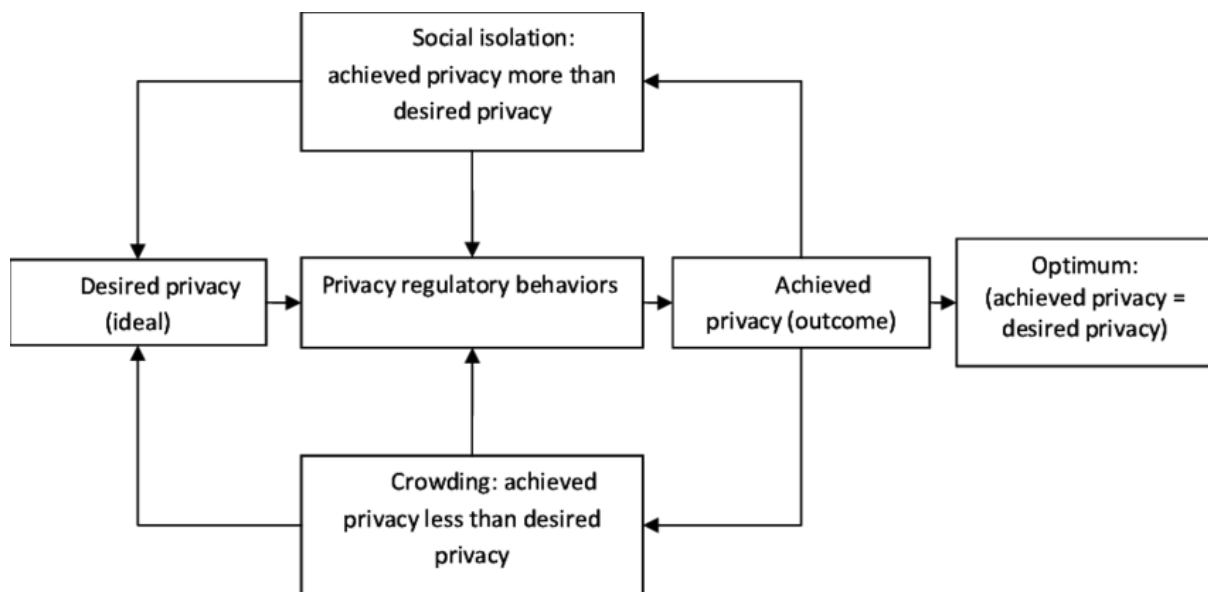 Social isolation:
achieved privacy more than
desired privacy
Desired privacy
(ideal)
Privacy regulatory behaviors
Achieved
privacy (outcome)
Optimum:
(achieved privacy =
desired privacy)
Crowding: achieved
privacy less than desired
privacy